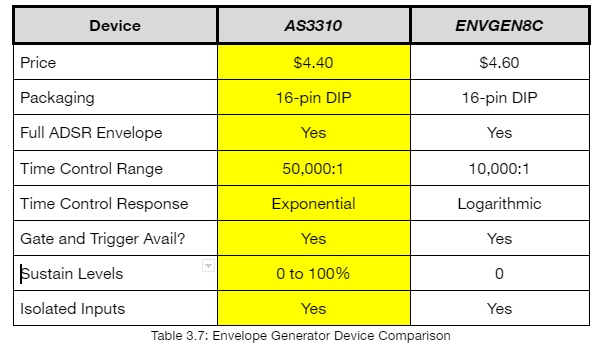 Device AS3310 ENVGEN8C
Price $4.40 $4.60
Packaging 16-pin DIP 16-pin DIP
Full ADSR Envelope Yes Yes
Time Control Range 50,000:1 10,000:1
Time Control Response Exponential Logarithmic
Gate and Trigger Avail? Yes Yes
Sustain Levels 0 to 100% 0
Isolated Inputs Yes Yes
Table 3.7: Envelope Generator Device Comparison